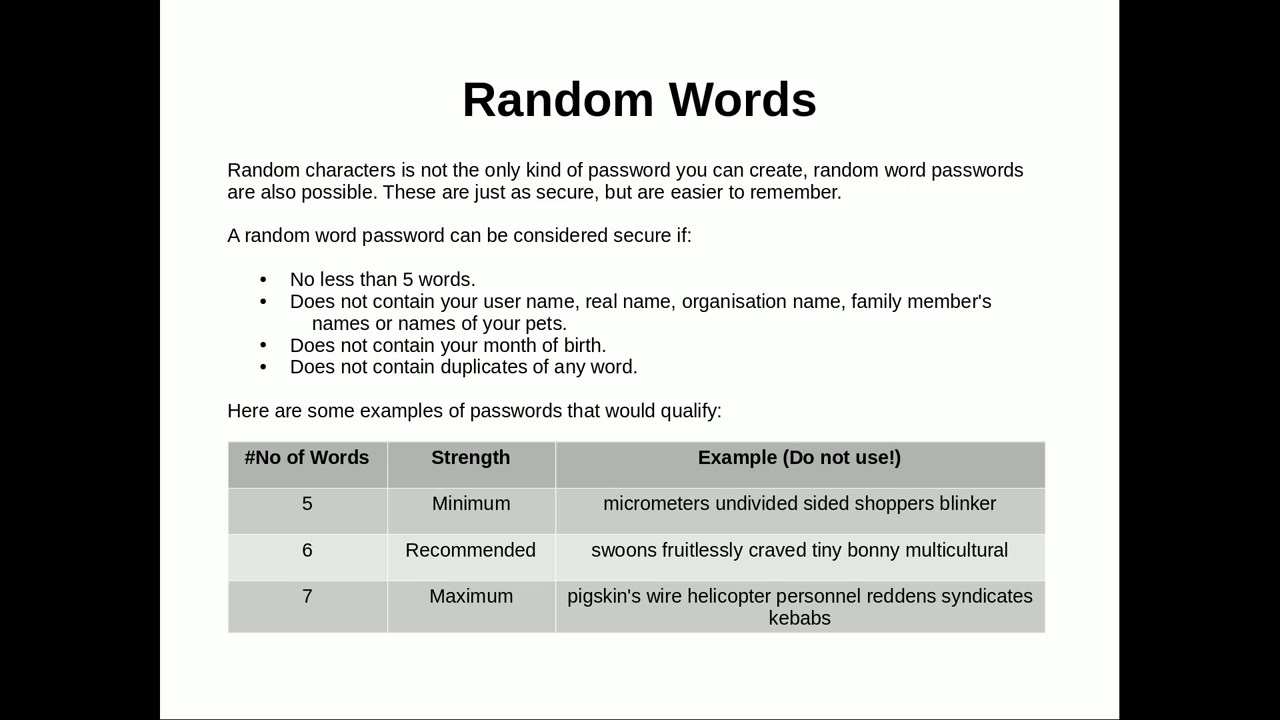 Random Words
Random characters is not the only kind of password you can create, random word passwords
are also possible. These are just as secure, but are easier to remember.
A random word password can be considered secure if:
• No less than 5 words.
• Does not contain your user name, real name, organisation name, family member's
names or names of your pets.
• Does not contain your month of birth.
• Does not contain duplicates of any word.
Here are some examples of passwords that would qualify:
#No of Words Strength Example (Do not use!)
5 Minimum micrometers undivided sided shoppers blinker
6 Recommended swoons fruitlessly craved tiny bonny multicultural
7 Maximum pigskin's wire helicopter personnel reddens syndicates
kebabs